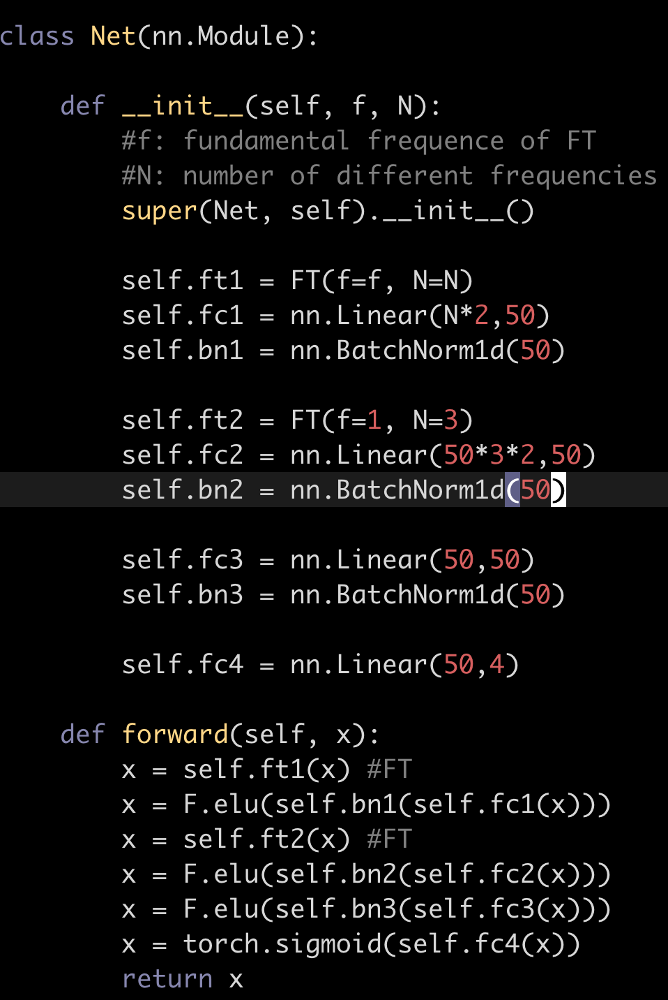 class Net(nn.Module):
def __init__(self, f, N):
#f: fundamental frequence of FT
#N: number of different frequencies
super(Net, self).__init__()
self.ft1 = FT(f=f, N=N)
self.fc1 = nn.Linear(N*2,50)
self.bn1 = nn.BatchNorm1d(50)
self.ft2 = FT(f=1, N=3)
self.fc2 = nn.Linear(50*3*2,50)
self.bn2 = nn.BatchNorm1d(50)
self.fc3 = nn.Linear(50,50)
self.bn3 = nn.BatchNorm1d(50)
self.fc4 = nn.Linear(50,4)
def forward(self, x):
x = self.ft1(x) #FT
x = F.elu(self.bn1(self.fc1(x)))
x = self.ft2(x) #FT
x = F.elu(self.bn2(self.fc2(x)))
x = F.elu(self.bn3(self.fc3(x)))
x = torch.sigmoid(self.fc4(x))
return x